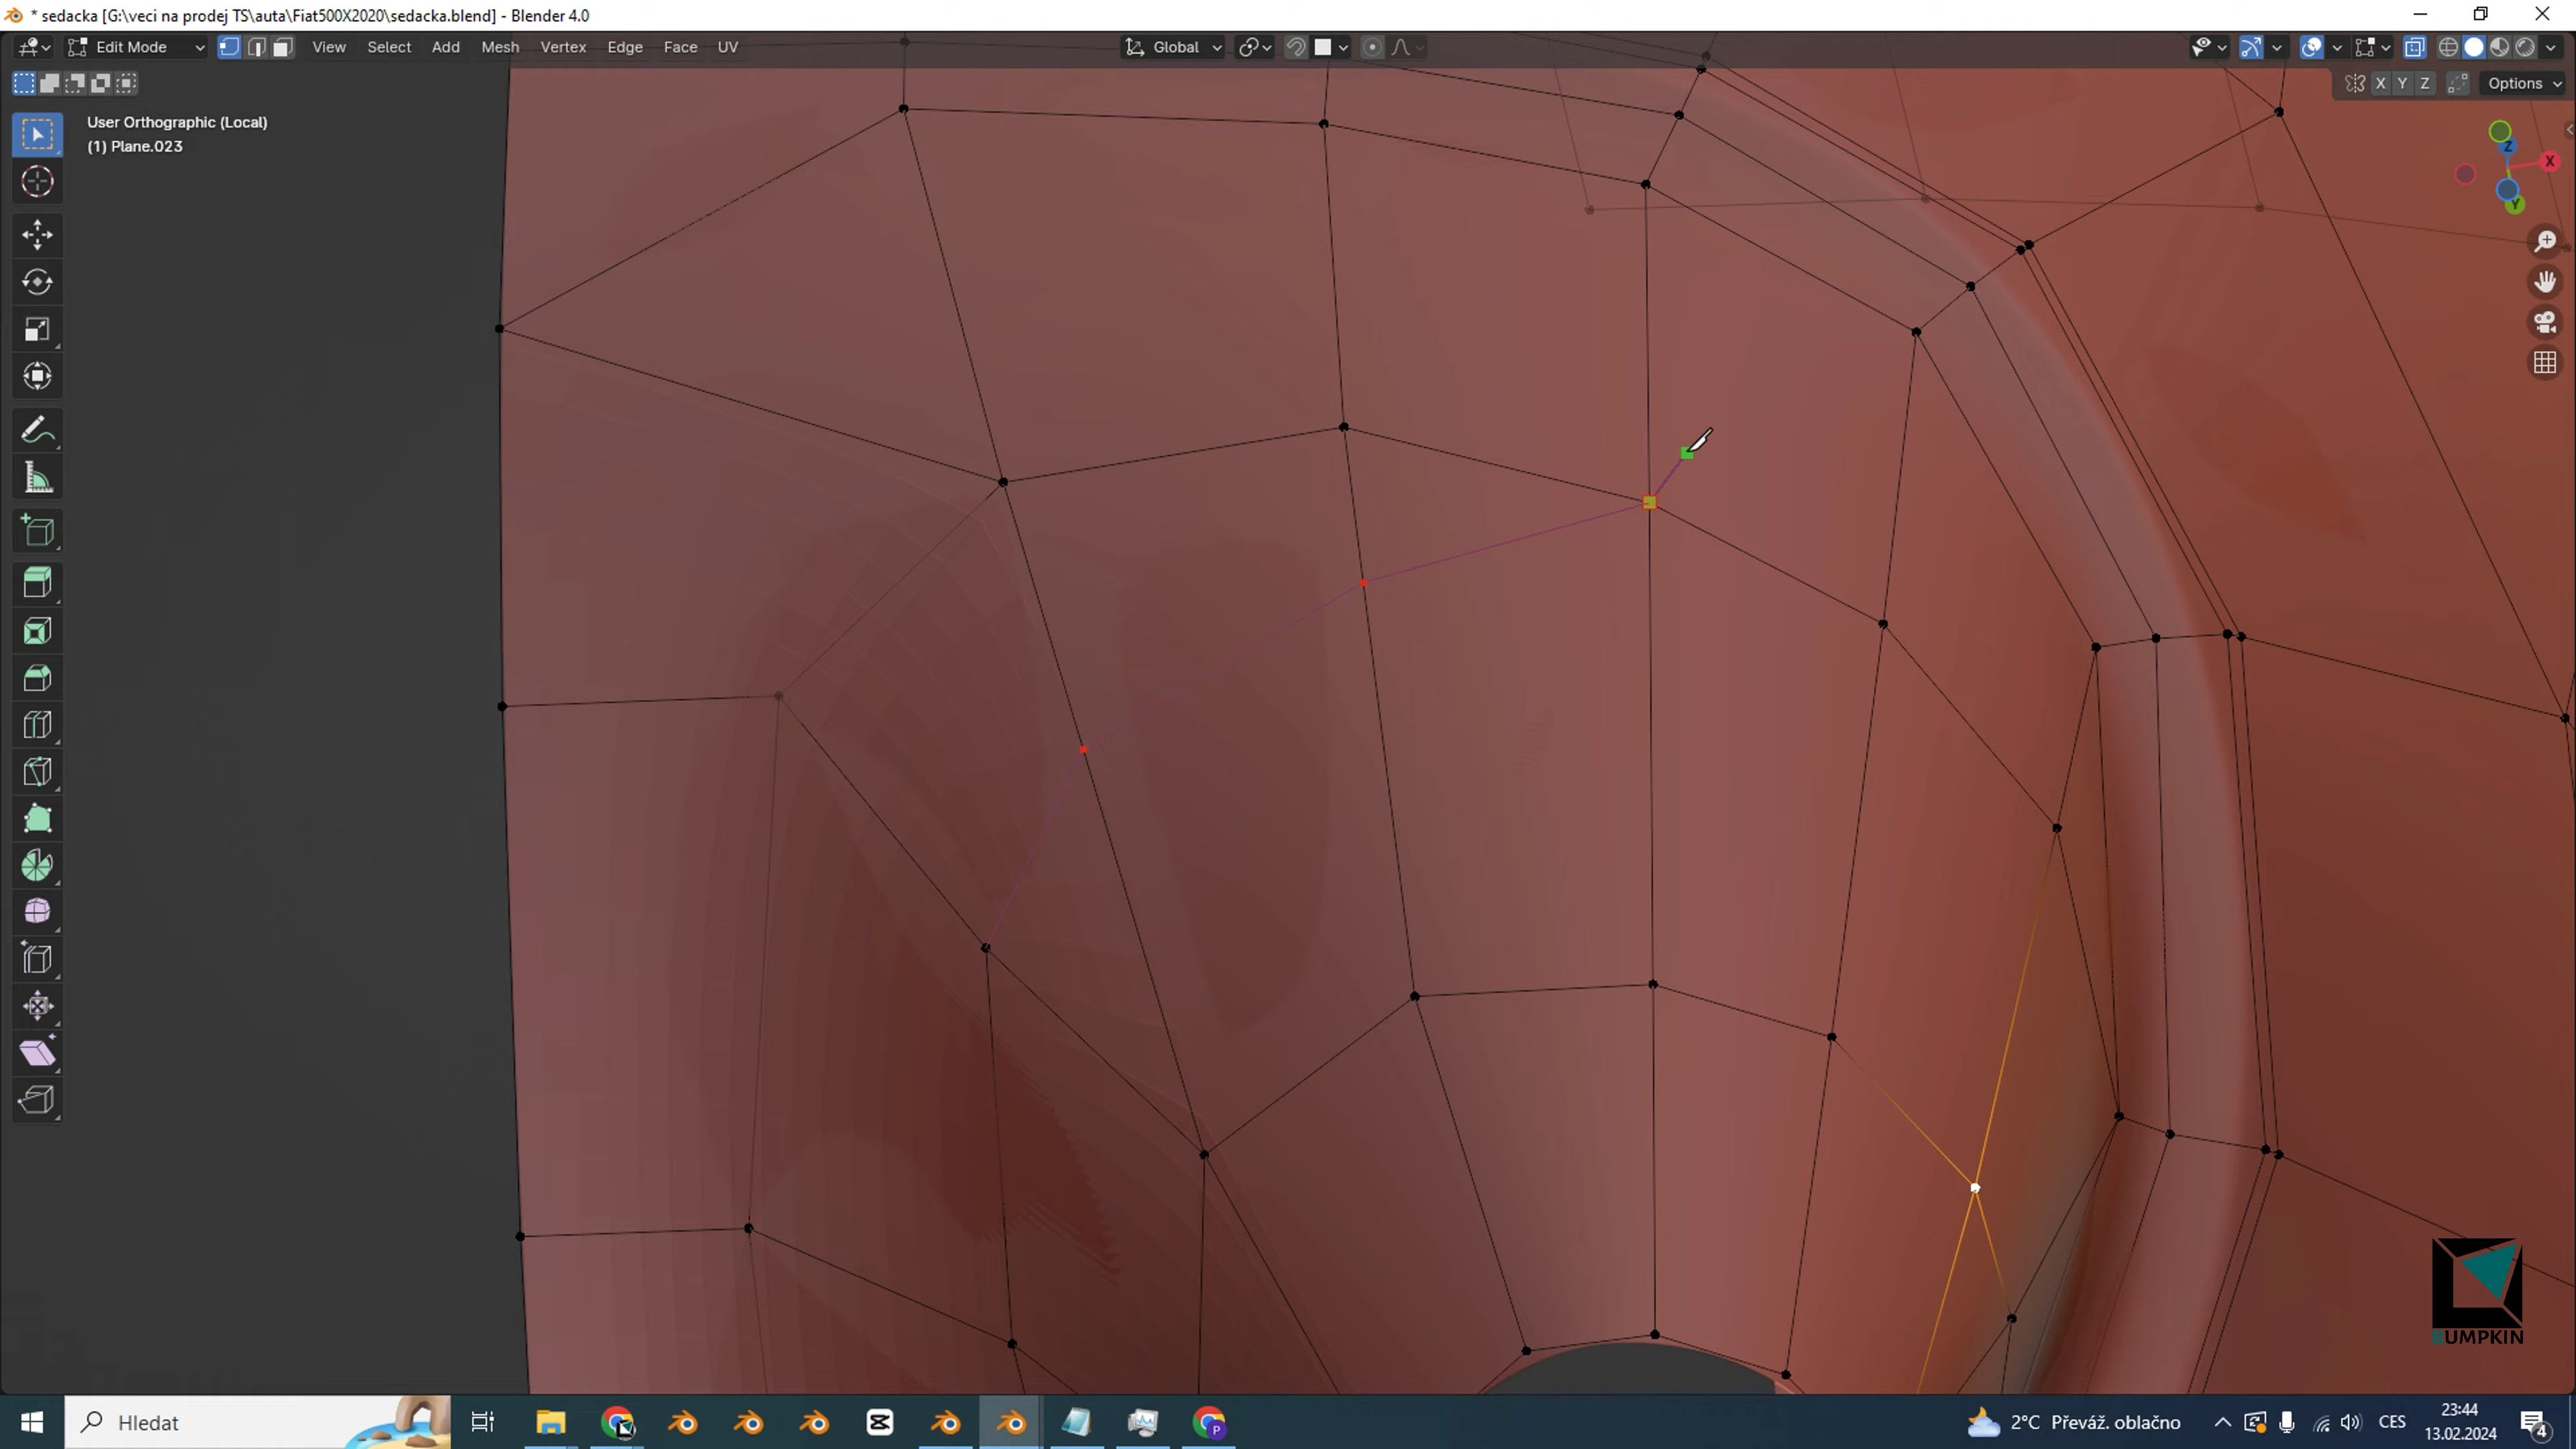 * sedacka [G:\veci na prodej TS\auta\Fiat500X2020\sedacka.blend] - Blender 4.0
Edit Mode View Select Add Mesh Vertex Edge Face UV Global
X Y Z Options
User Orthographic (Local)
(1) Plane.023
Z
X
Y
UMPKIN
Hledat
2°C Převáž. oblačno
CES
23:44
13.02.2024
4
P